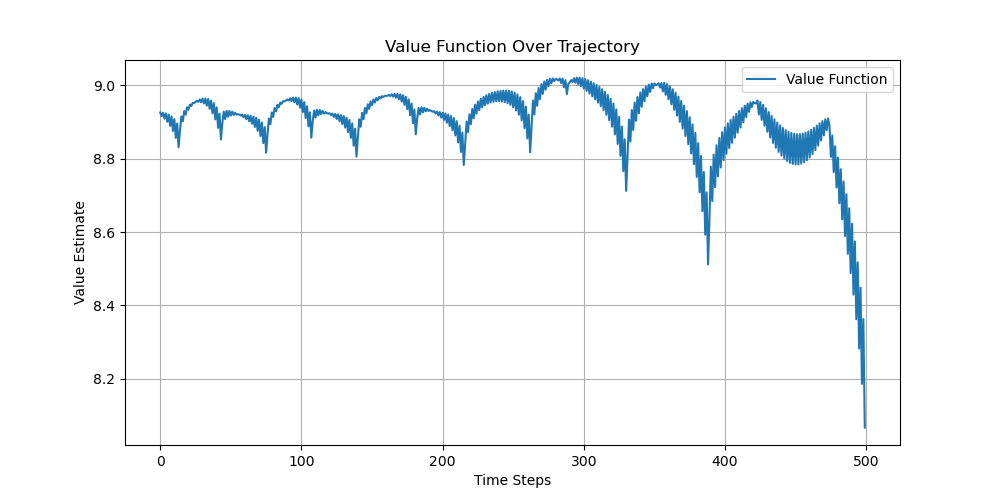 Value Function Over Trajectory
Value Function
Value Estimate
9.0
8.8
8.6
8.4
8.2
0 100 200 300 400 500
Time Steps